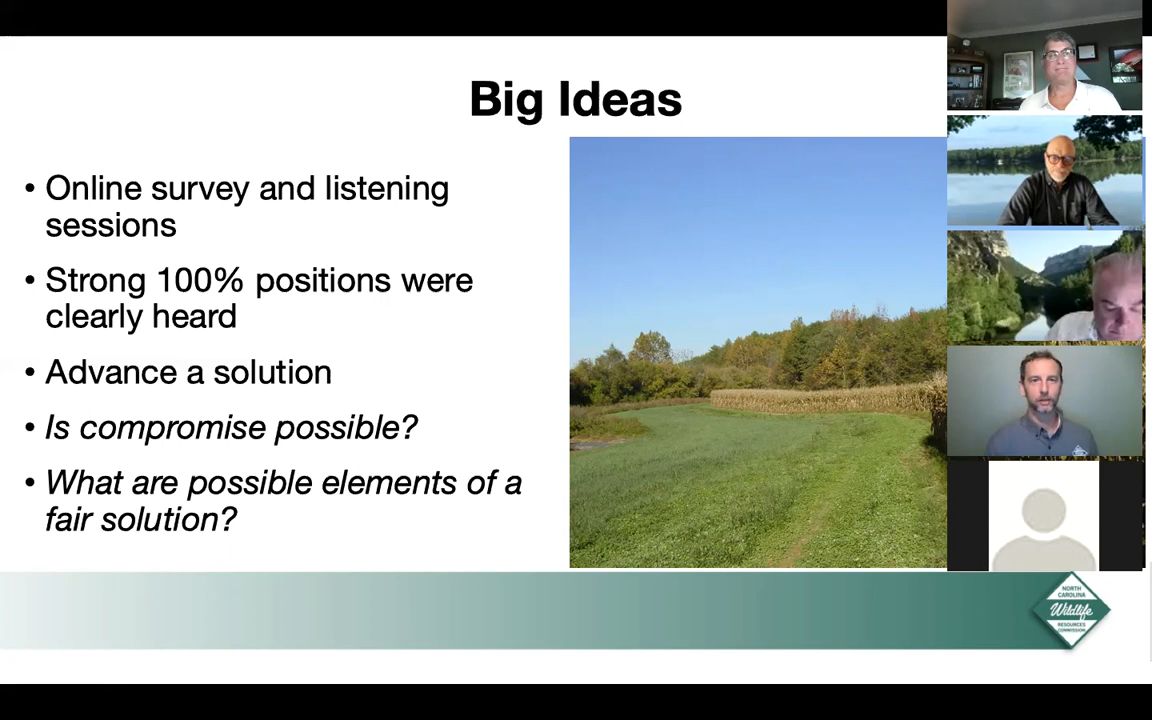 Big Ideas
• Online survey and listening
sessions
• Strong 100% positions were
clearly heard
• Advance a solution
• Is compromise possible?
• What are possible elements of a
fair solution?
NORTH
CAROLINA
Wildlife
RESOURCES
COMMISSION